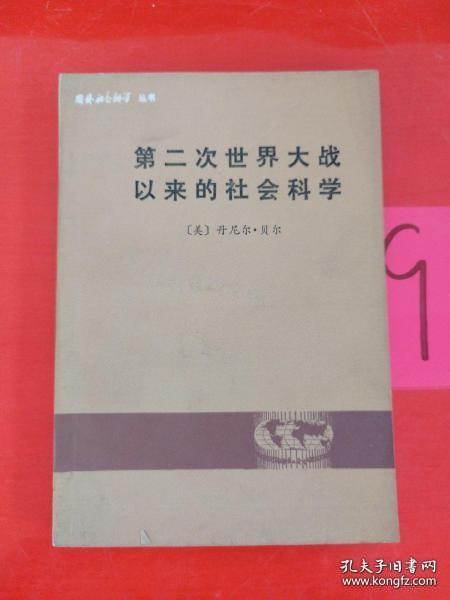 国外社会科学 丛书
第二次世界大战
以来的社会科学
〔美〕丹尼尔·贝尔
9
孔夫子旧书网
www.kongfz.com